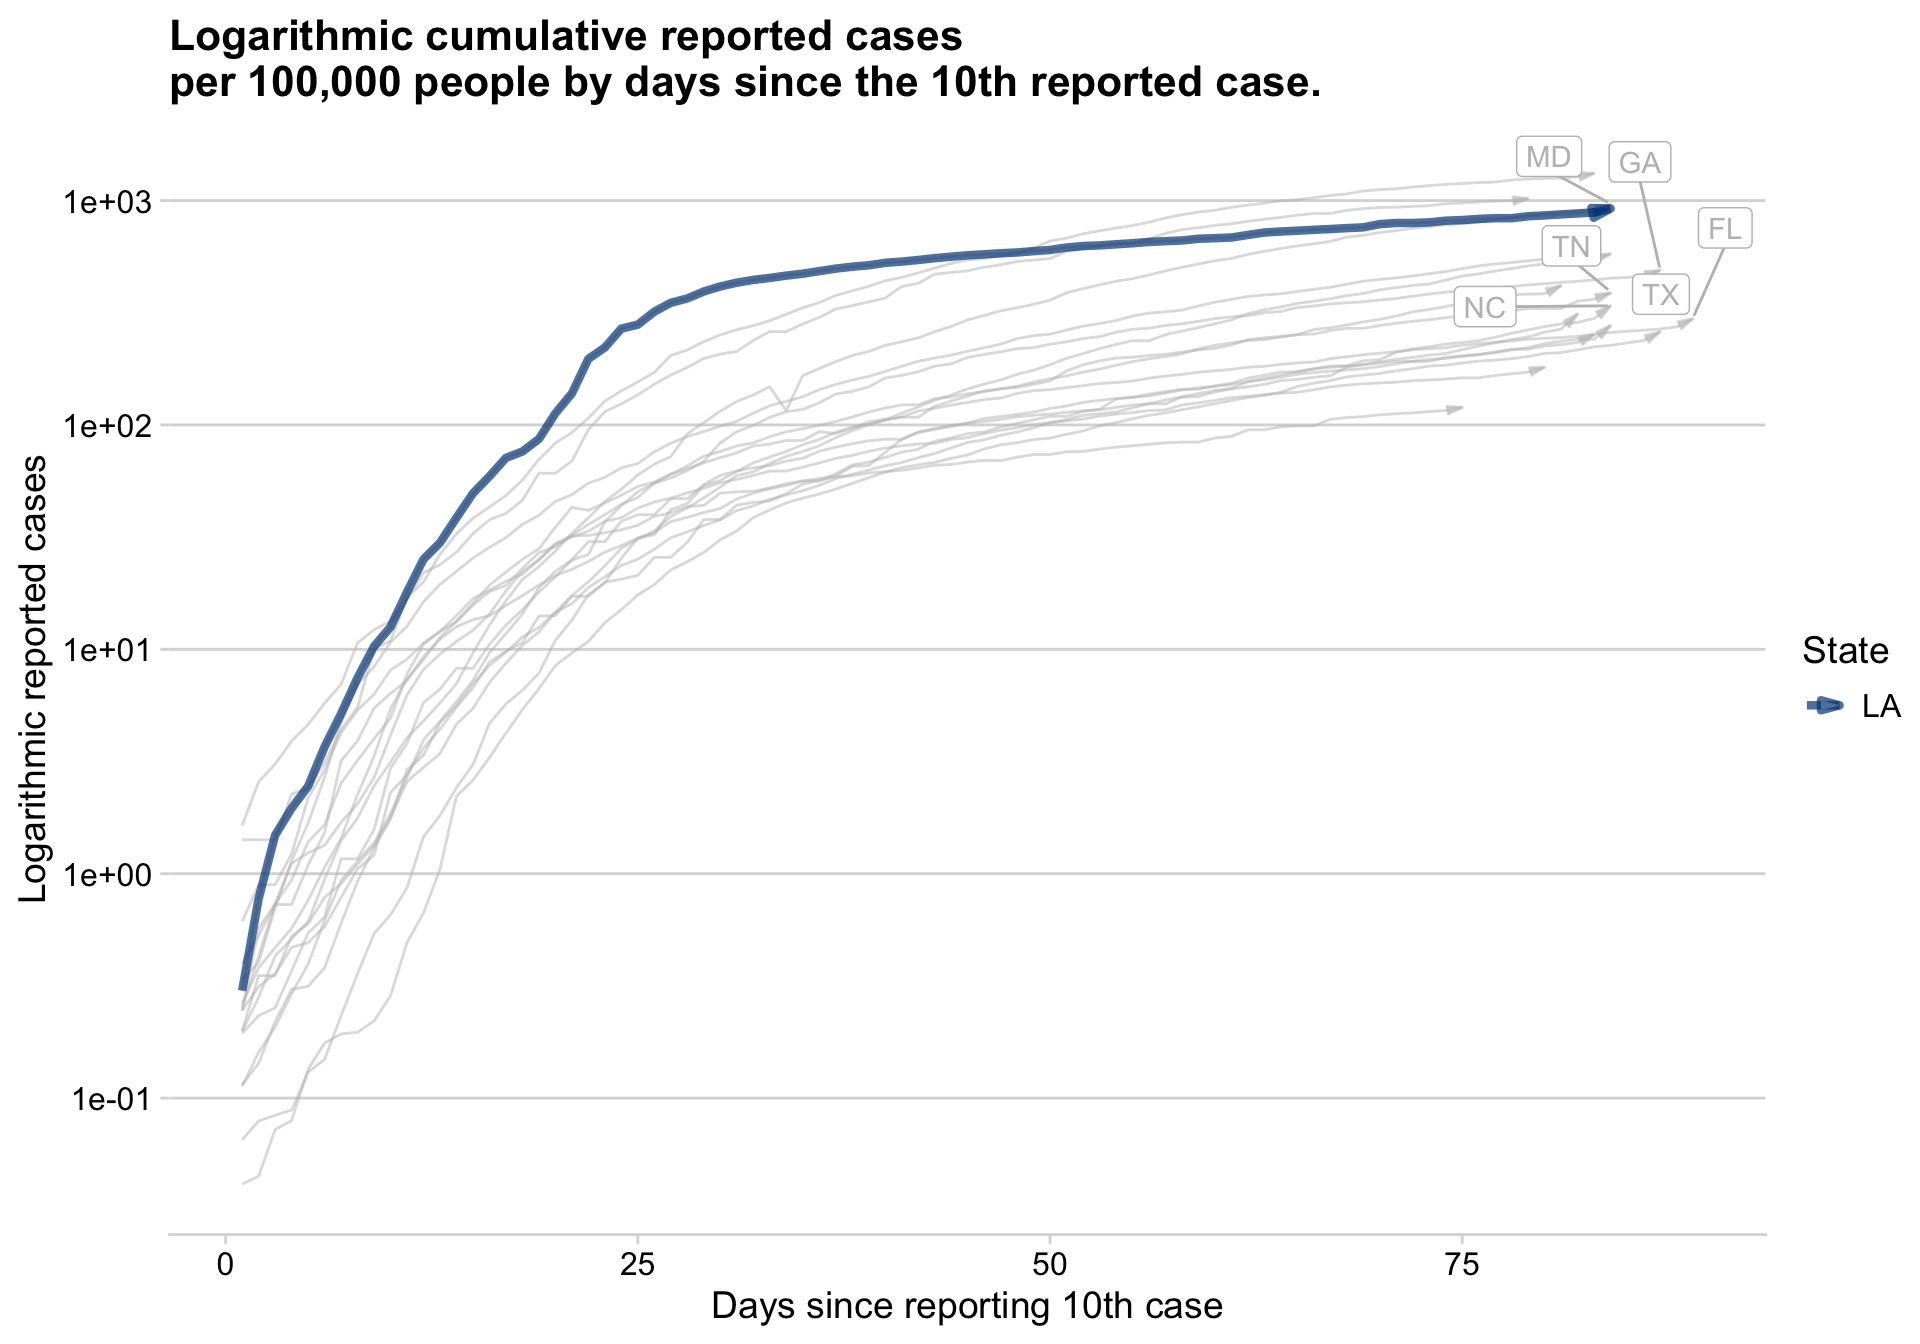 Logarithmic cumulative reported cases
per 100,000 people by days since the 10th reported case.
MD
GA
FL
TN
TX
NC
1e+03
1e+02
1e+01
1e+00
1e-01
Logarithmic reported cases
0
25
50
75
Days since reporting 10th case
State
LA